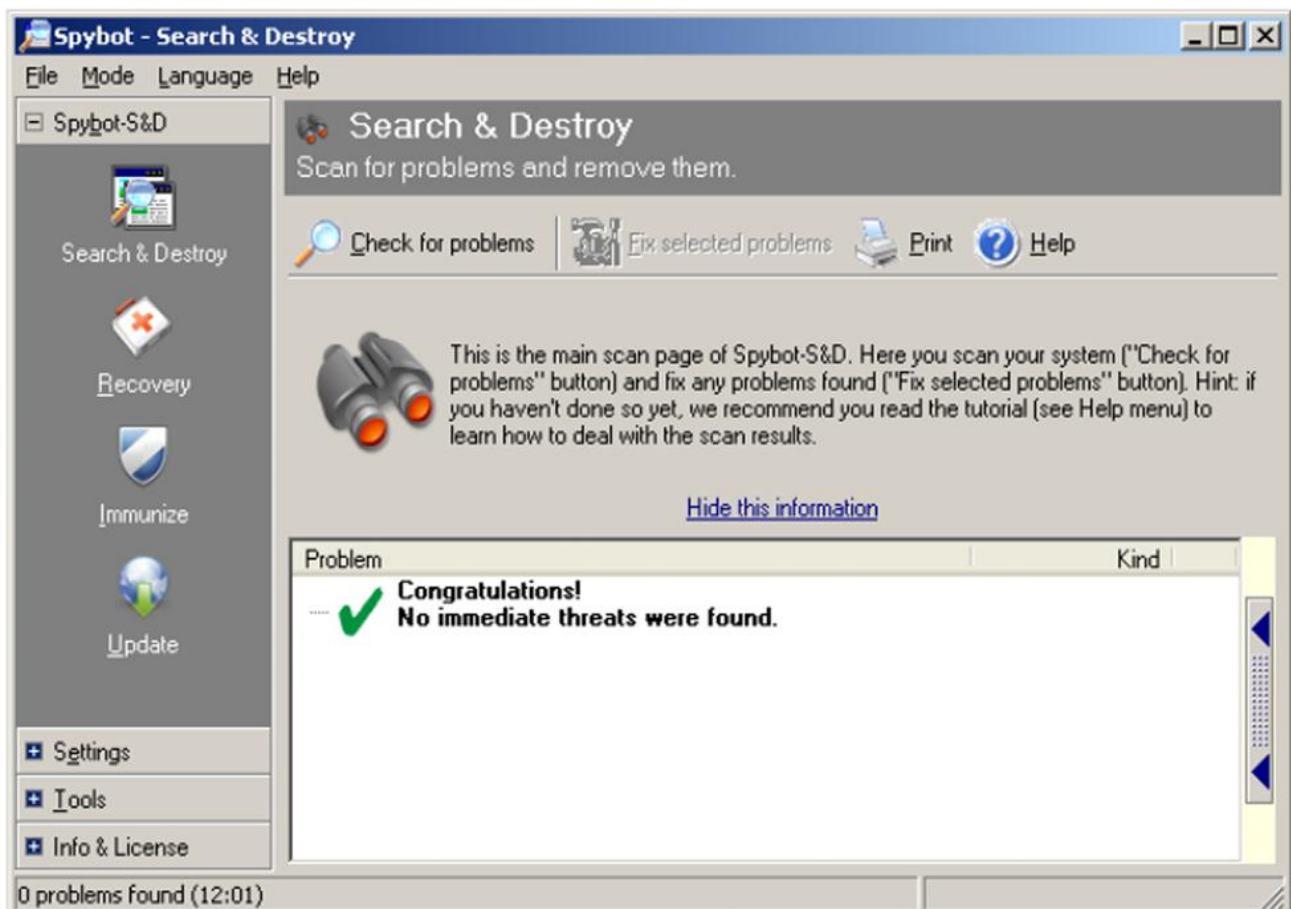 Spybot - Search & Destroy
File Mode Language Help
Spybot-S&D
Search & Destroy
Recovery
Immunize
Update
Settings
Tools
Info & License
Search & Destroy
Scan for problems and remove them.
Check for problems Fix selected problems Print Help
This is the main scan page of Spybot-S&D. Here you scan your system ("Check for
problems" button) and fix any problems found ("Fix selected problems" button). Hint: if
you haven't done so yet, we recommend you read the tutorial (see Help menu) to
learn how to deal with the scan results.
Hide this information
Problem Kind
Congratulations!
No immediate threats were found.
0 problems found (12:01)